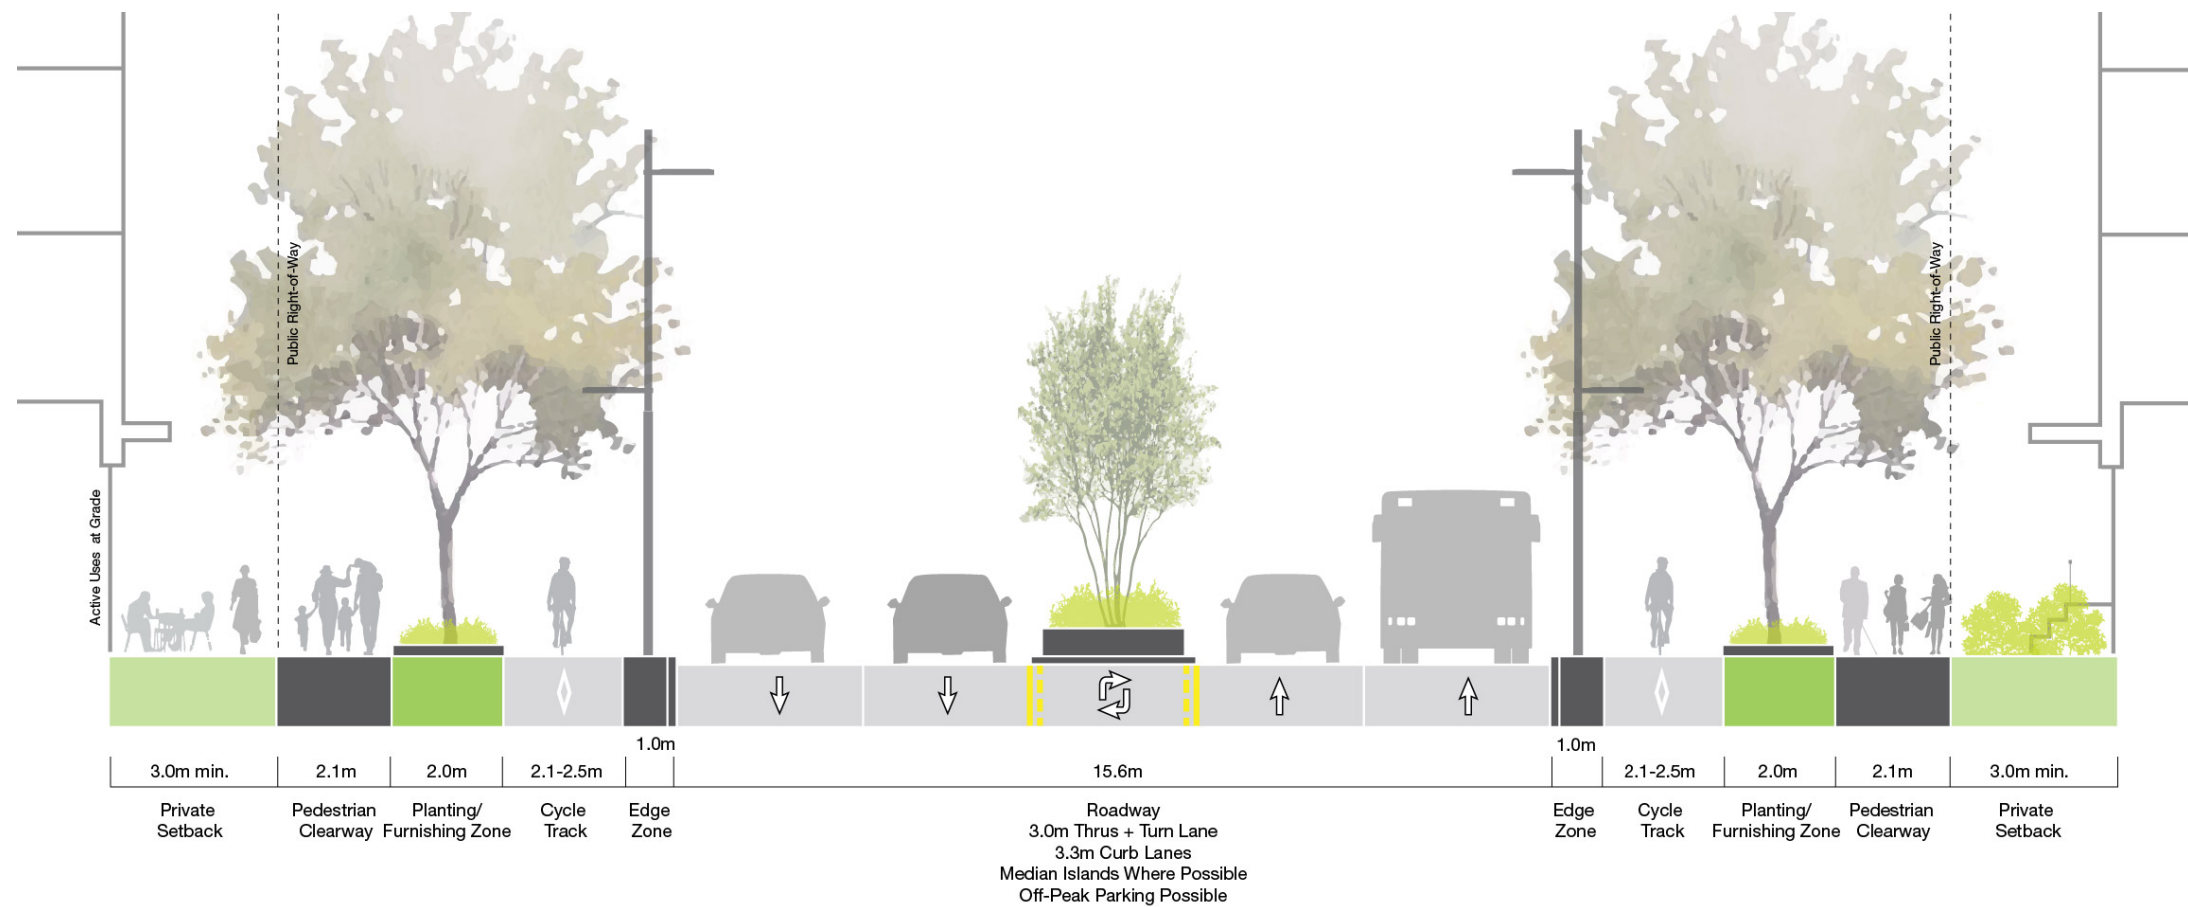 Public Right-of-Way
Public Right-of-Way
Active Uses at Grade
1.0m
1.0m
3.0m min.
2.1m
2.0m
2.1-2.5m
15.6m
2.1-2.5m
2.0m
2.1m
3.0m min.
Private
Setback
Pedestrian
Clearway
Planting/
Furnishing Zone
Cycle
Track
Edge
Zone
Roadway
3.0m Thrus + Turn Lane
3.3m Curb Lanes
Median Islands Where Possible
Off-Peak Parking Possible
Edge
Zone
Cycle
Track
Planting/
Furnishing Zone
Pedestrian
Clearway
Private
Setback